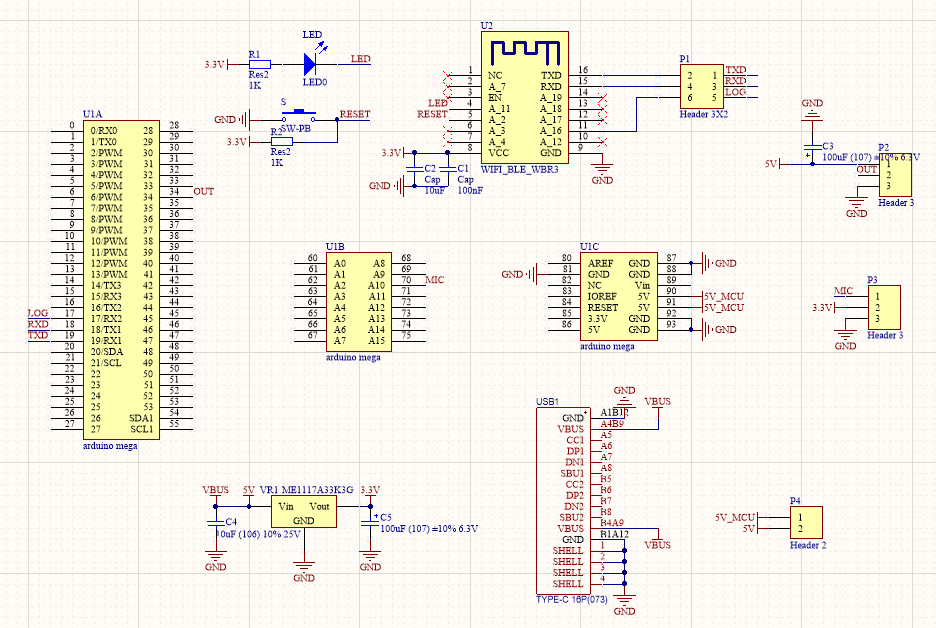 LED
R1
3.3V
Res2
1K
LED0
LED
S
GND
SW-PB
RESET
R2
3.3V
Res2
1K
U2
WIFI_BLE_WBR3
1 NC TXD 16
2 A_7 RXD 15
3 EN A_19 14
LED 4 A_11 A_18 13
RESET 5 A_2 A_17 12
6 A_3 A_16 11
7 A_4 A_12 10
8 VCC GND 9
GND
3.3V
C2
Cap
10uF
C1
Cap
100nF
GND
P1
2 1 TXD
4 3 RXD
6 5 LOG
Header 3X2
GND
C3
100uF (107) ±10% 6.3V
5V
P2
OUT
1
2
3
GND
Header 3
U1A
0 0/RX0 28 28
1 1/TX0 29 29
2 2/PWM 30 30
3 3/PWM 31 31
4 4/PWM 32 32
5 5/PWM 33 33
6 6/PWM 34 34 OUT
7 7/PWM 35 35
8 8/PWM 36 36
9 9/PWM 37 37
10 10/PWM 38 38
11 11/PWM 39 39
12 12/PWM 40 40
13 13/PWM 41 41
14 14/TX3 42 42
15 15/RX3 43 43
16 16/TX2 44 44
LOG 17 17/RX2 45 45
RXD 18 18/TX1 46 46
TXD 19 19/RX1 47 47
20 20/SDA 48 48
21 21/SCL 49 49
22 22 50 50
23 23 51 51
24 24 52 52
25 25 53 53
26 26 SDA1 54
27 27 SCL1 55
arduino mega
U1B
60 A0 A8 68
61 A1 A9 69
62 A2 A10 70 MIC
63 A3 A11 71
64 A4 A12 72
65 A5 A13 73
66 A6 A14 74
67 A7 A15 75
arduino mega
U1C
80 AREF GND 87
GND 81 GND GND 88
82 NC Vin 89
83 IOREF 5V 90
84 RESET 5V 91
85 3.3V GND 92
86 5V GND 93
GND
5V_MCU
5V_MCU
GND
arduino mega
P3
MIC
3.3V
1
2
3
GND
Header 3
USB1
GND
VBUS
GND A1B12
VBUS A4B9
CC1 A5
DP1 A6
DN1 A7
SBU1 A8
CC2 B5
DP2 B6
DN2 B7
SBU2 B8
VBUS B4A9
GND B1A12
SHELL 1
SHELL 2
SHELL 3
SHELL 4
VBUS
GND
TYPE-C 16P(073)
VBUS
5V
VR1 ME1117A33K3G
3.3V
Vin Vout
GND
C4
0uF (106) 10% 25V
C5
100uF (107) ±10% 6.3V
GND
GND
GND
P4
5V_MCU 1
5V 2
Header 2